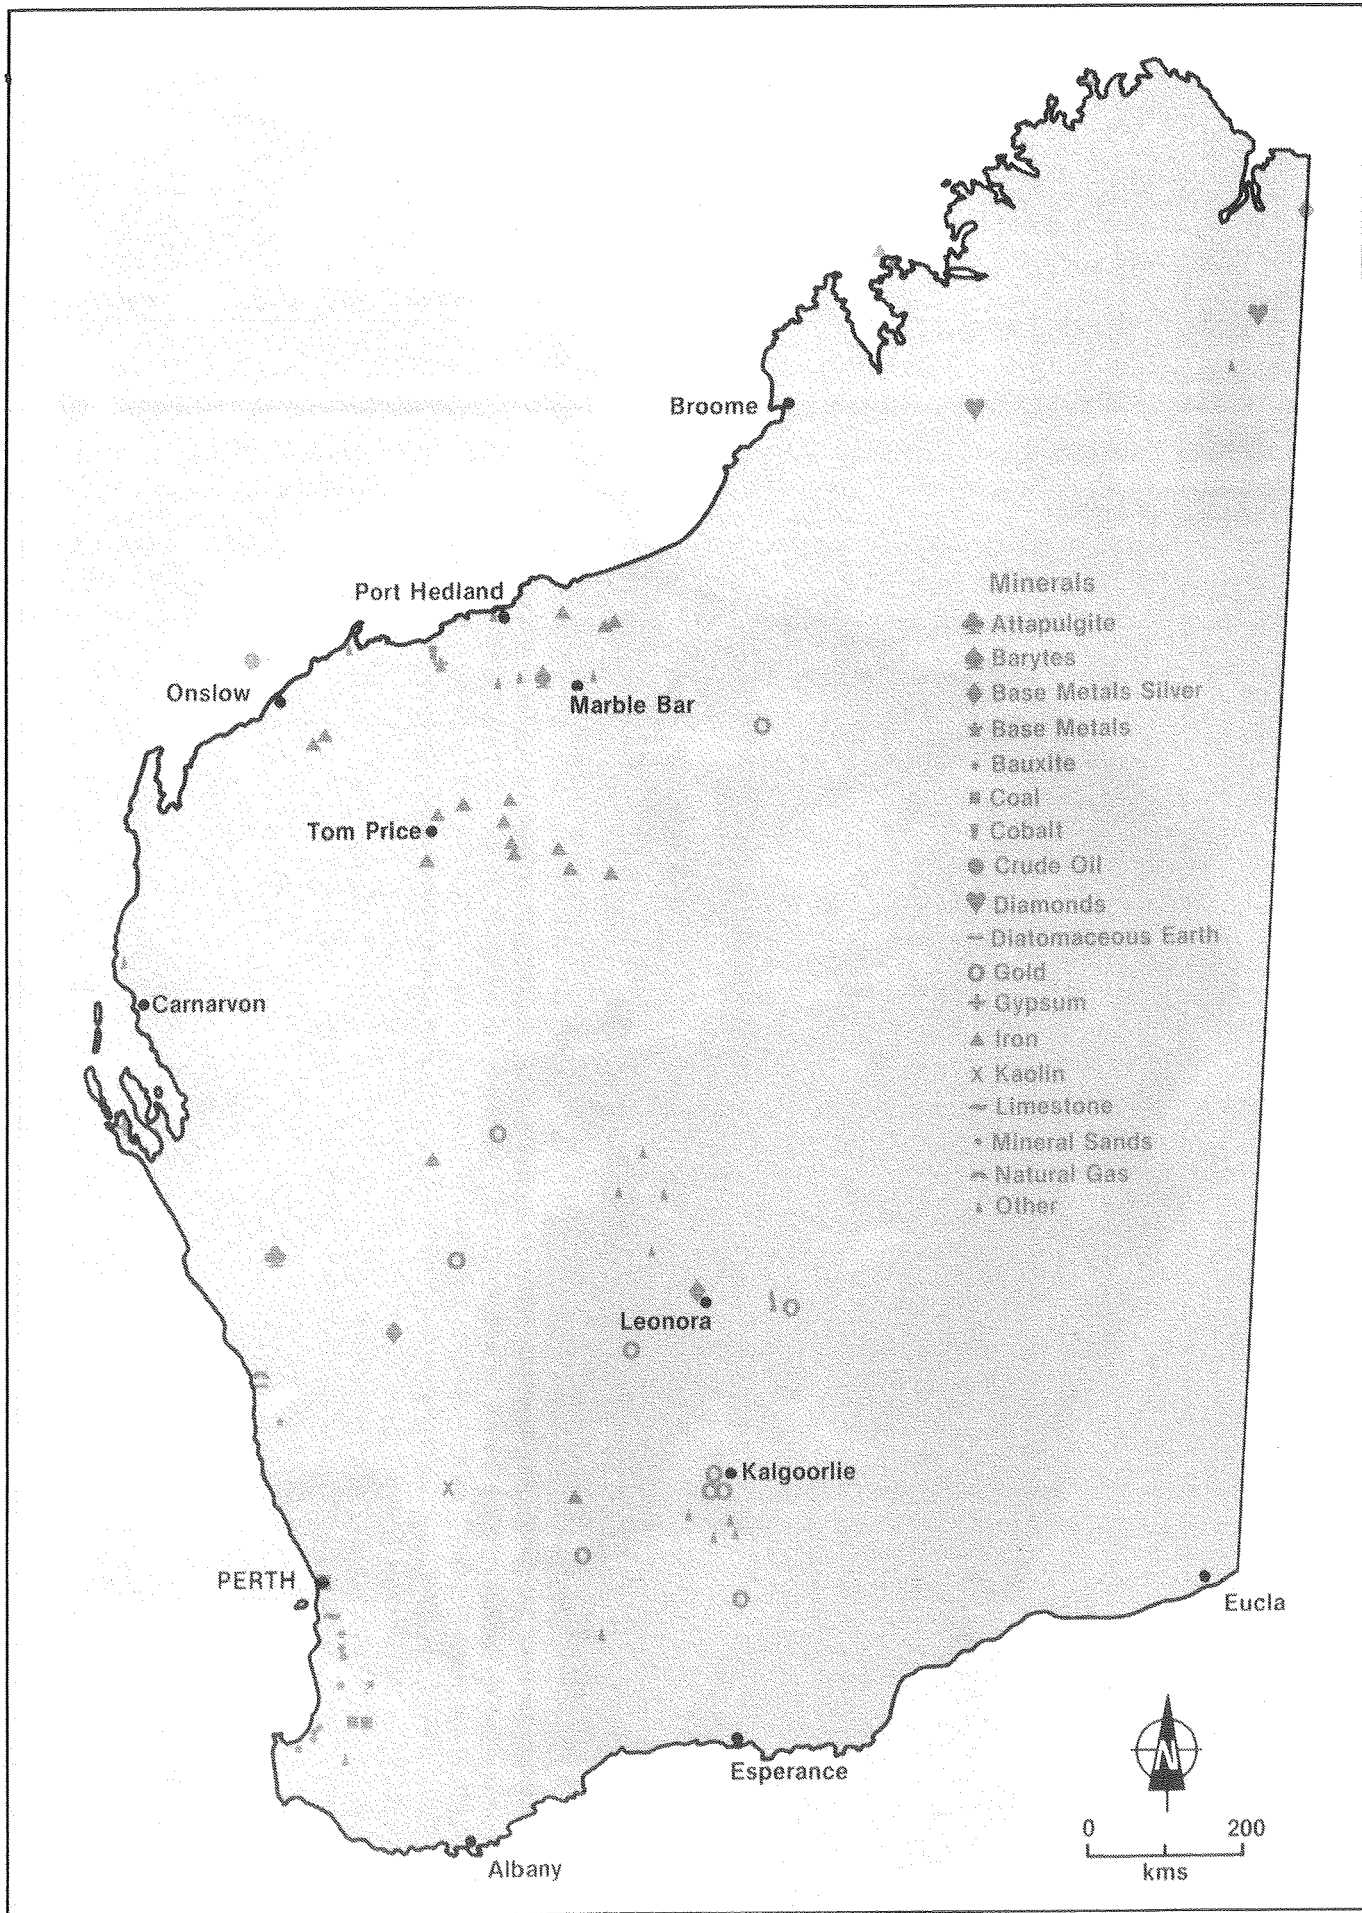 Broome
Port Hedland
Onslow
Marble Bar
Tom Price
Carnarvon
Minerals
Attapulgite
Barytes
Base Metals Silver
Base Metals
Bauxite
Coal
Cobalt
Crude Oil
Diamonds
Diatomaceous Earth
Gold
Gypsum
Iron
Kaolin
Limestone
Mineral Sands
Natural Gas
Other
Leonora
Kalgoorlie
PERTH
Eucla
Esperance
Albany
N
0 200
kms